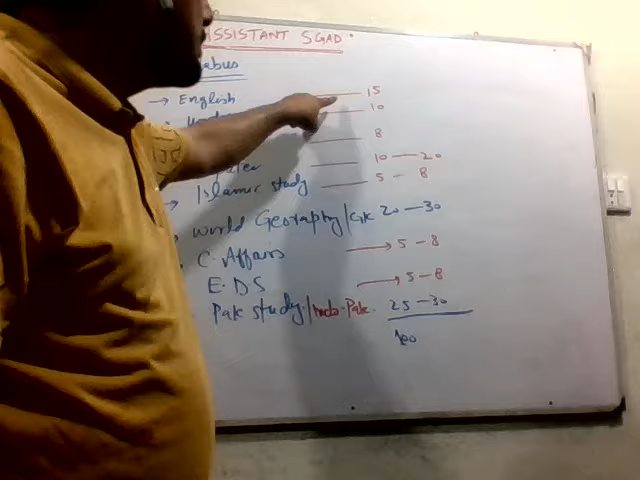 ASSISTANT SGAD
→ English — 15
— 10
— 8
— 10 — 20
→ Islamic study — 5 - 8
World Geography/GK 20 — 30
C. Affairs → 5 - 8
E.D.S → 5 - 8
Pak study/Indo-Pak. 25 - 30
100